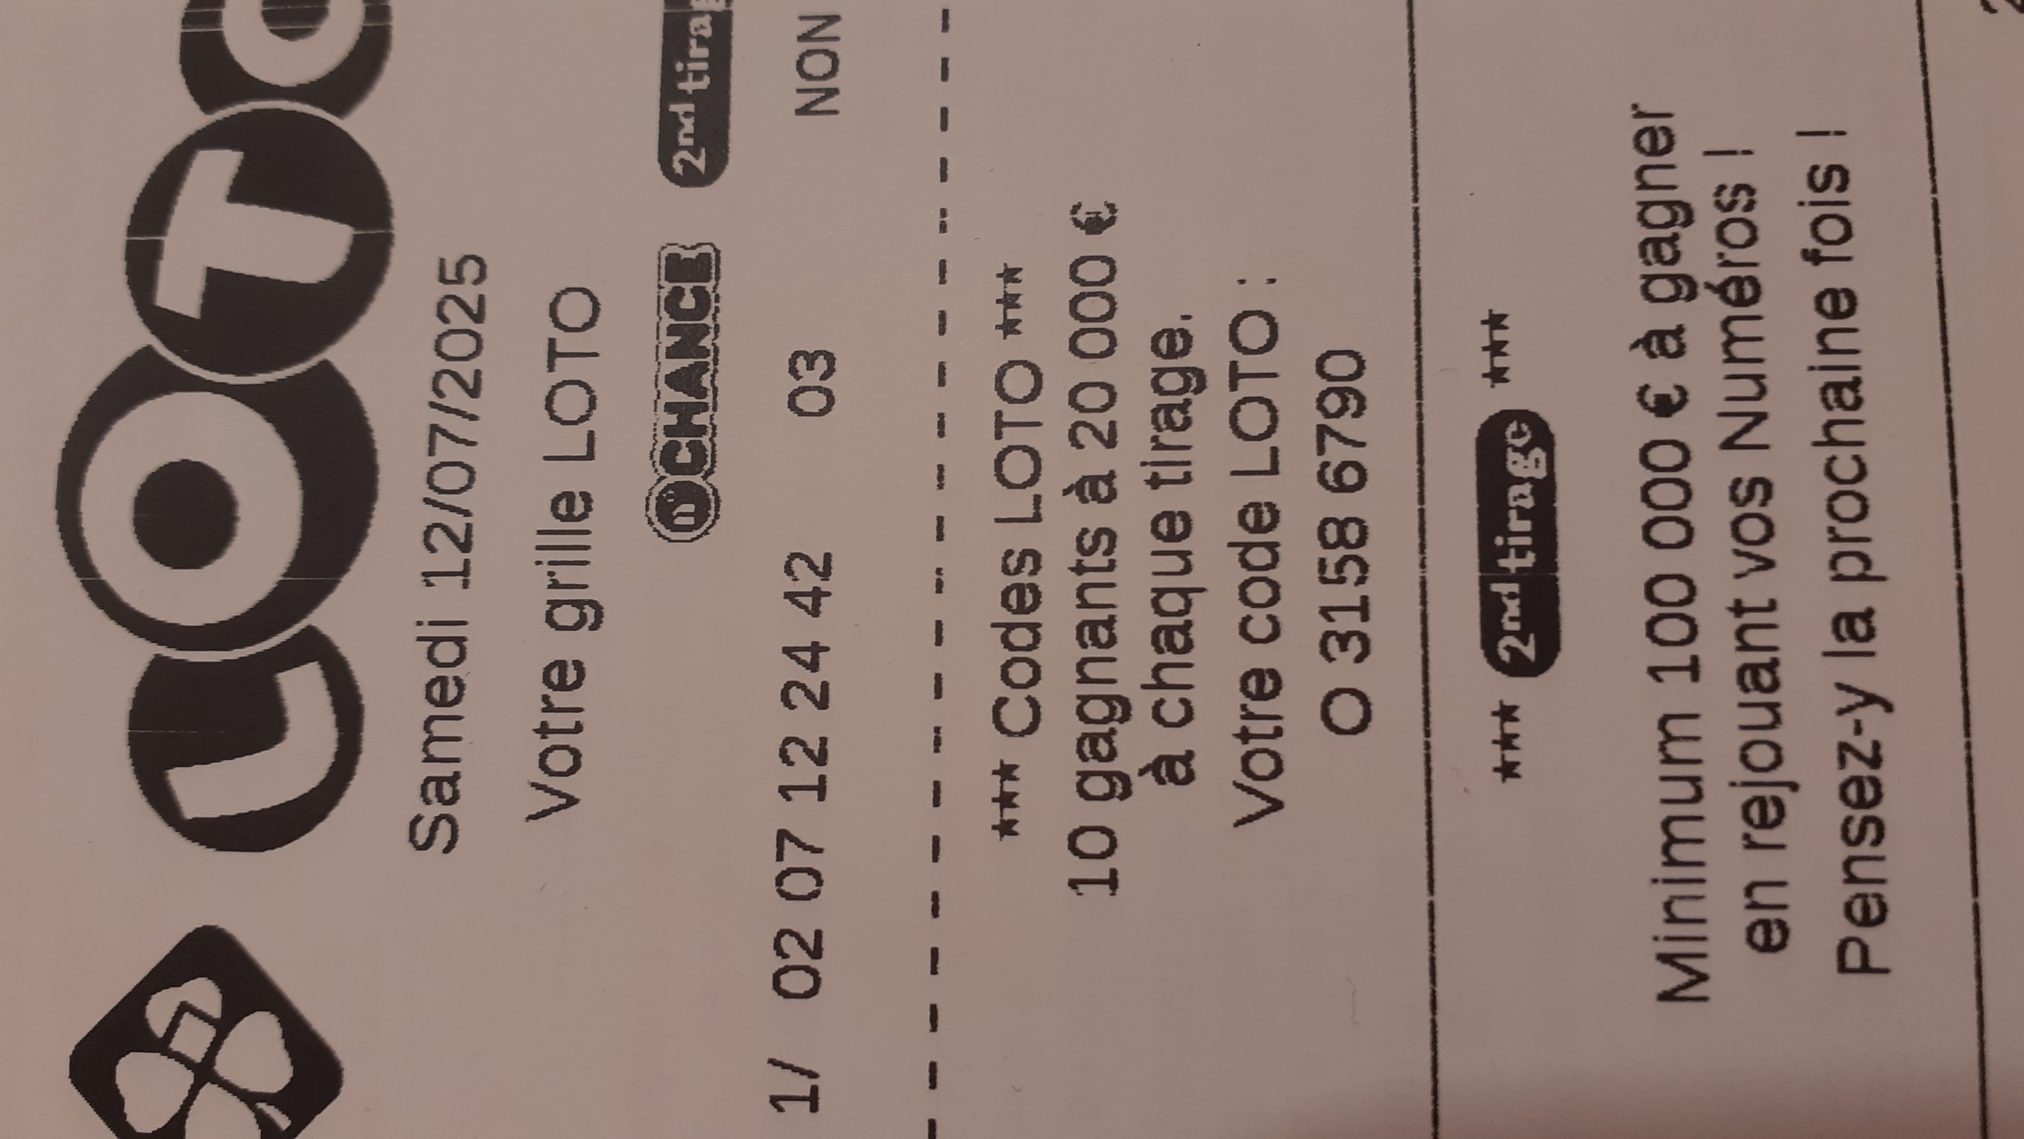 LOTO
Samedi 12/07/2025
Votre grille LOTO
n° CHANCE 2nd tirage
1/ 02 07 12 24 42 03 NON
*** Codes LOTO ***
10 gagnants à 20 000 €
à chaque tirage.
Votre code LOTO :
O 3158 6790
*** 2nd tirage ***
Minimum 100 000 € à gagner
en rejouant vos Numéros !
Pensez-y la prochaine fois !